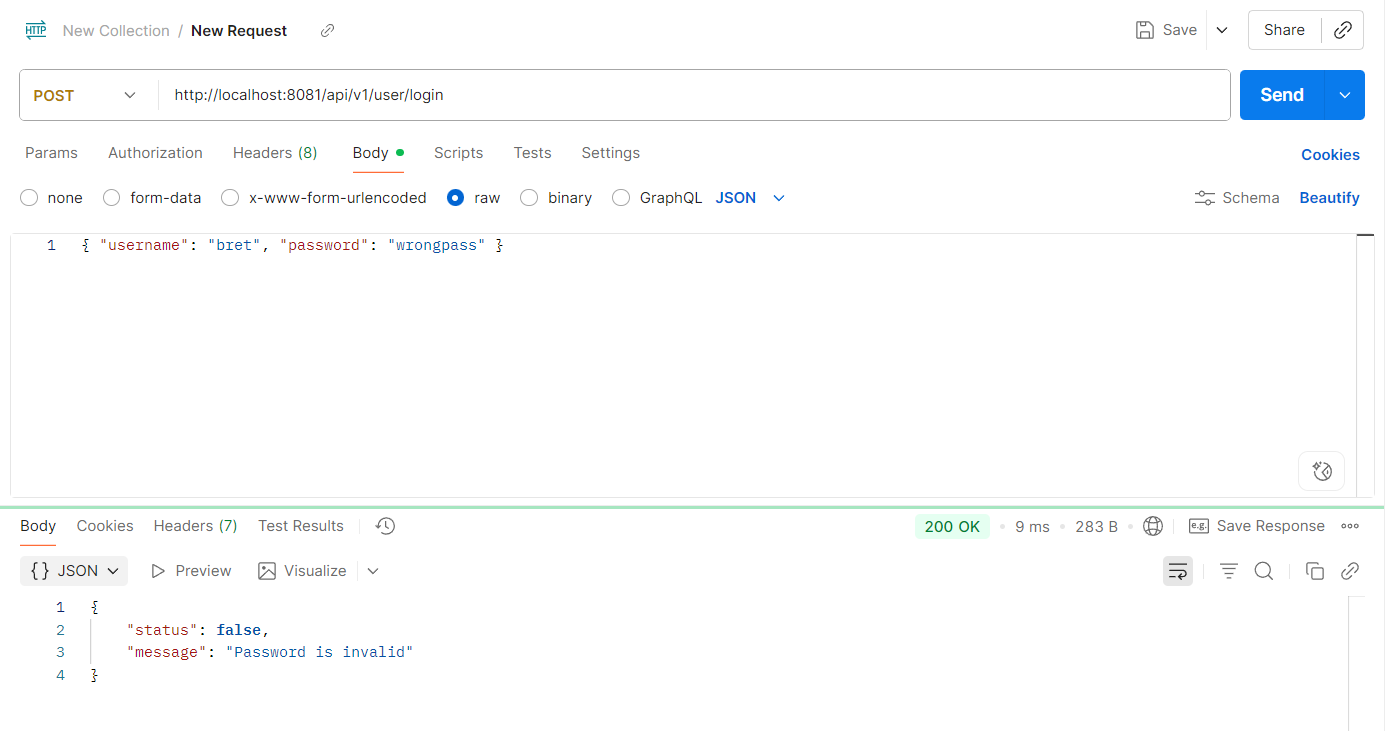 HTTP New Collection / New Request Save Share
POST http://localhost:8081/api/v1/user/login Send
Params Authorization Headers (8) Body Scripts Tests Settings Cookies
none form-data x-www-form-urlencoded raw binary GraphQL JSON Schema Beautify
1 { "username": "bret", "password": "wrongpass" }
Body Cookies Headers (7) Test Results 200 OK 9 ms 283 B e.g. Save Response
{} JSON Preview Visualize
1 {
2 "status": false,
3 "message": "Password is invalid"
4 }